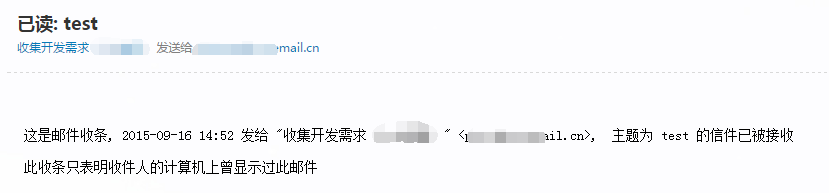 已读: test
收集开发需求 发送给 email.cn
这是邮件收条, 2015-09-16 14:52 发给 "收集开发需求 " <p ail.cn>, 主题为 test 的信件已被接收
此收条只表明收件人的计算机上曾显示过此邮件